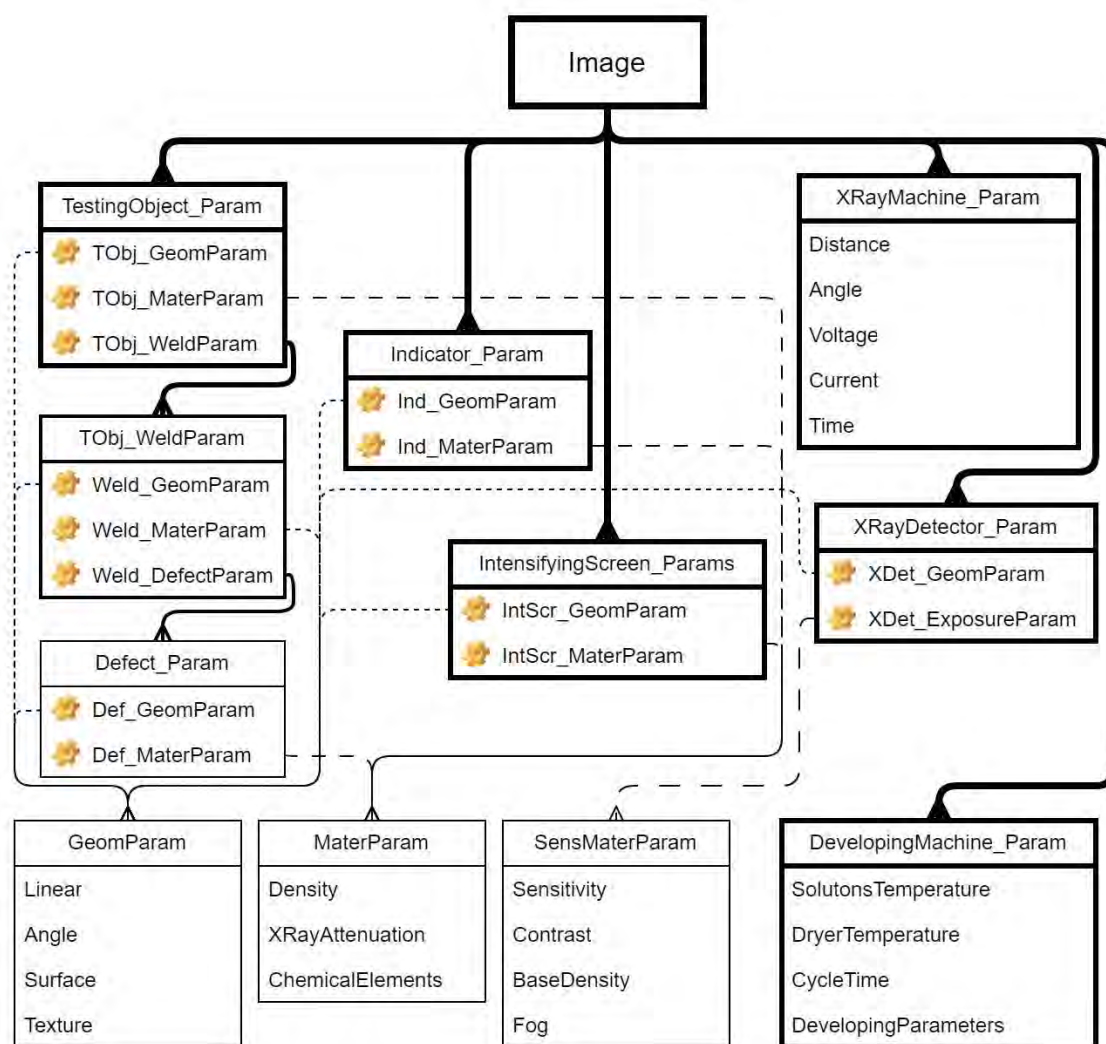 Image
TestingObject_Param
TObj_GeomParam
TObj_MaterParam
TObj_WeldParam
XRayMachine_Param
Distance
Angle
Voltage
Current
Time
Indicator_Param
Ind_GeomParam
Ind_MaterParam
TObj_WeldParam
Weld_GeomParam
Weld_MaterParam
Weld_DefectParam
XRayDetector_Param
XDet_GeomParam
XDet_ExposureParam
IntensifyingScreen_Params
IntScr_GeomParam
IntScr_MaterParam
Defect_Param
Def_GeomParam
Def_MaterParam
GeomParam
Linear
Angle
Surface
Texture
MaterParam
Density
XRayAttenuation
ChemicalElements
SensMaterParam
Sensitivity
Contrast
BaseDensity
Fog
DevelopingMachine_Param
SolutonsTemperature
DryerTemperature
CycleTime
DevelopingParameters